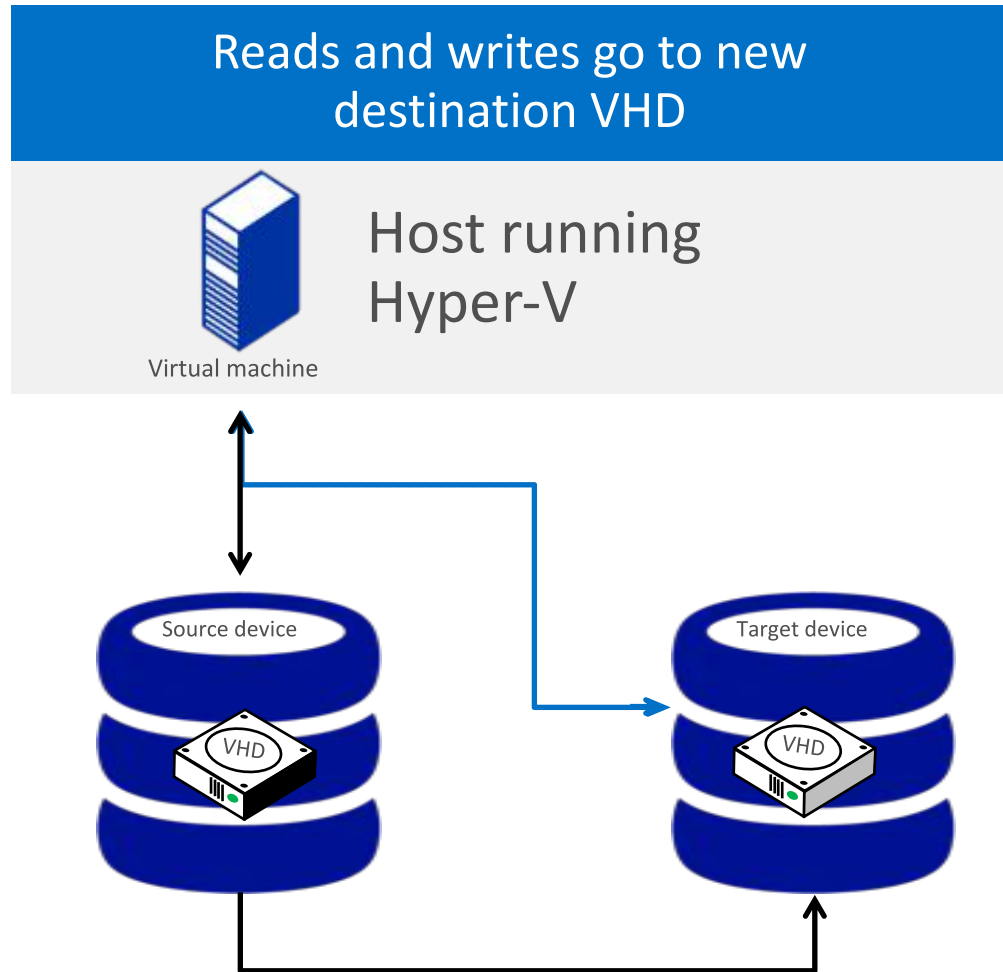 Reads and writes go to new
destination VHD
Host running
Hyper-V
Virtual machine
Source device
Target device
VHD
VHD